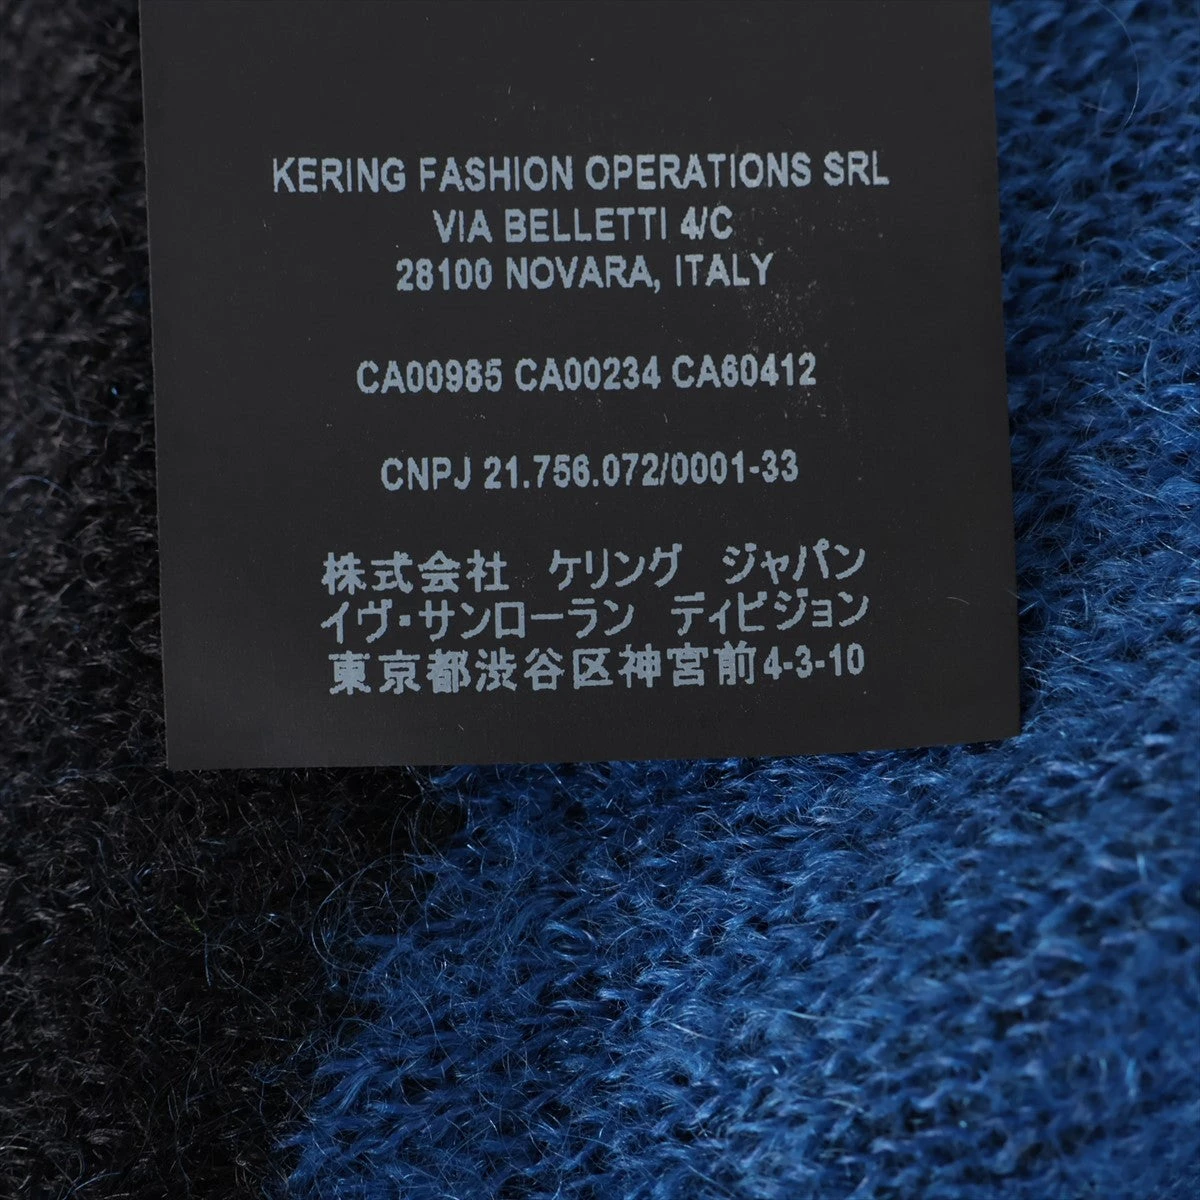 KERING FASHION OPERATIONS SRL
VIA BELLETTI 4/C
28100 NOVARA, ITALY
CA00985 CA00234 CA60412
CNPJ 21.756.072/0001-33
株式会社 ケリング ジャパン
イヴ・サンローラン ディビジョン
東京都渋谷区神宮前4-3-10